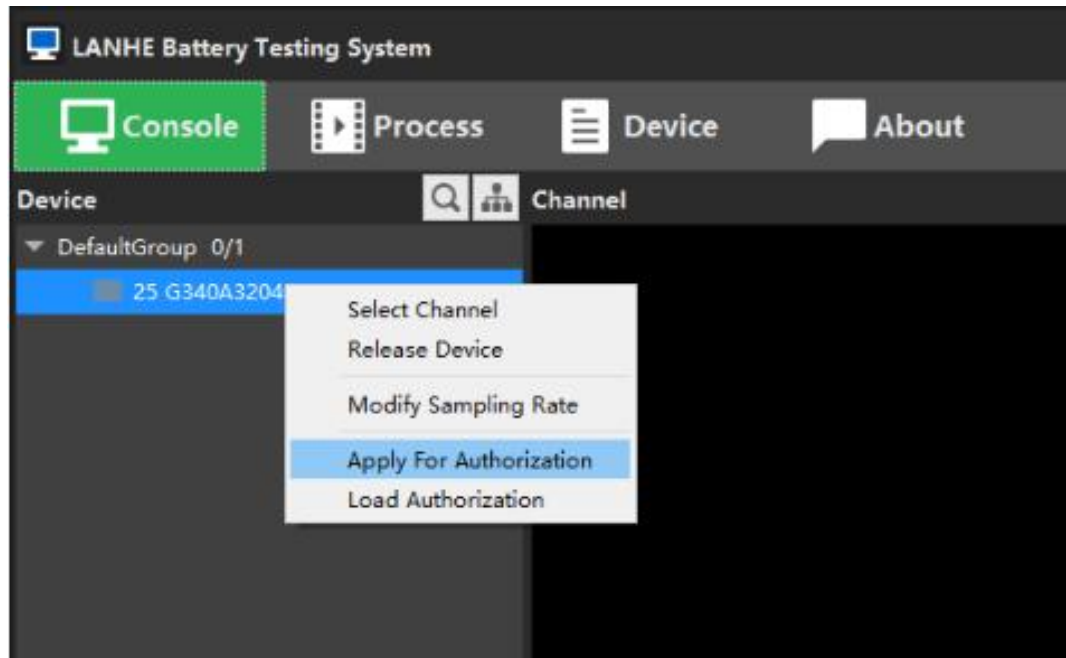 LANHE Battery Testing System
Console Process Device About
Device Channel
DefaultGroup 0/1
25 G340A3204
Select Channel
Release Device
Modify Sampling Rate
Apply For Authorization
Load Authorization